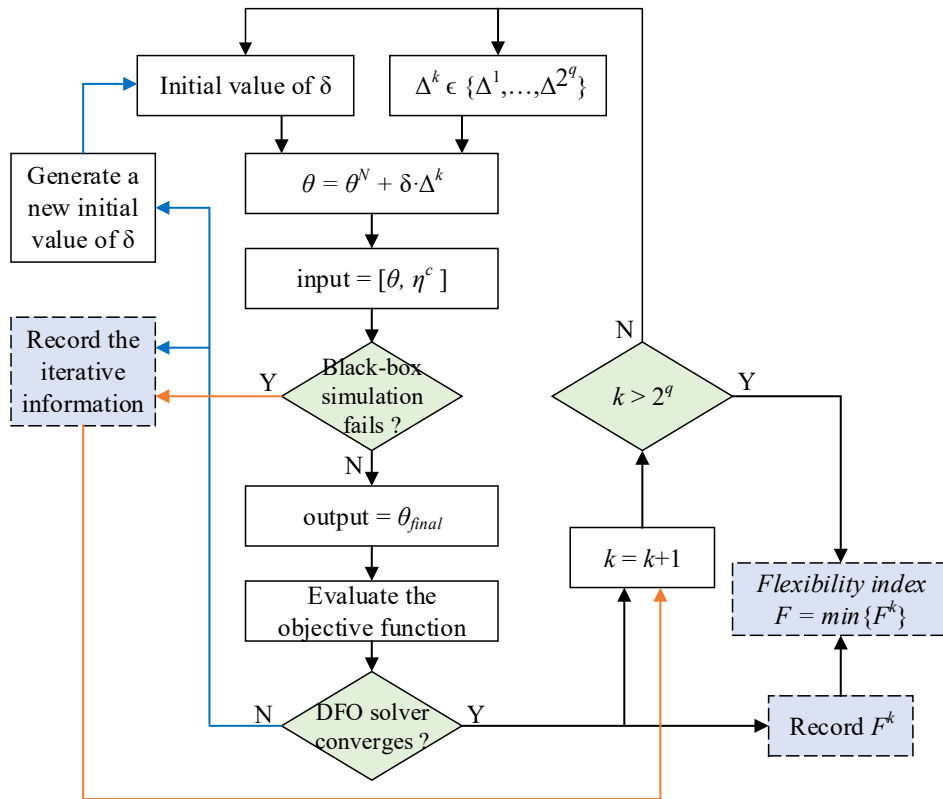 Initial value of δ
Δ^k ϵ {Δ^1,…,Δ^2^q}
Generate a
new initial
value of δ
θ = θ^N + δ·Δ^k
input = [θ, η^c ]
Record the
iterative
information
Y
Black-box
simulation
fails ?
N
N
k > 2^q
Y
output = θ_final
k = k+1
Evaluate the
objective function
Flexibility index
F = min{F^k}
N
DFO solver
converges ?
Y
Record F^k